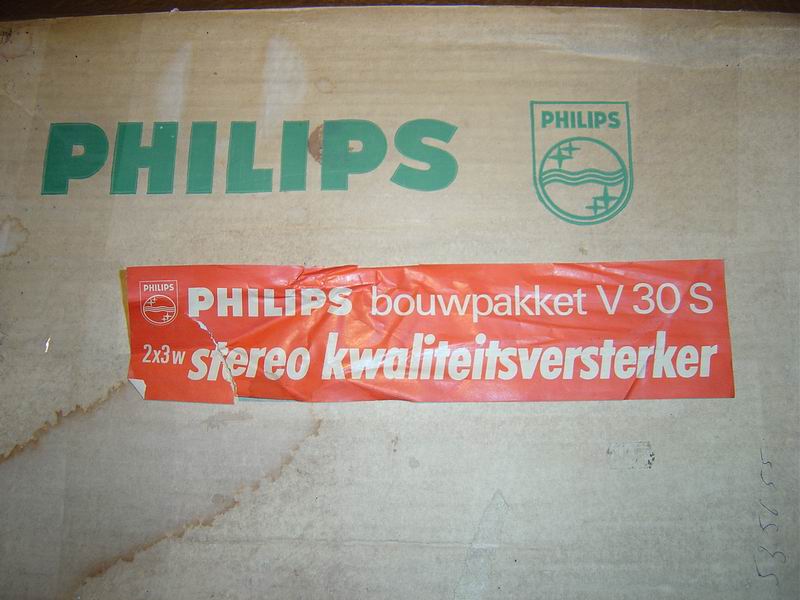 PHILIPS
PHILIPS
PHILIPS
PHILIPS bouwpakket V 30 S
2x3w stereo kwaliteitsversterker